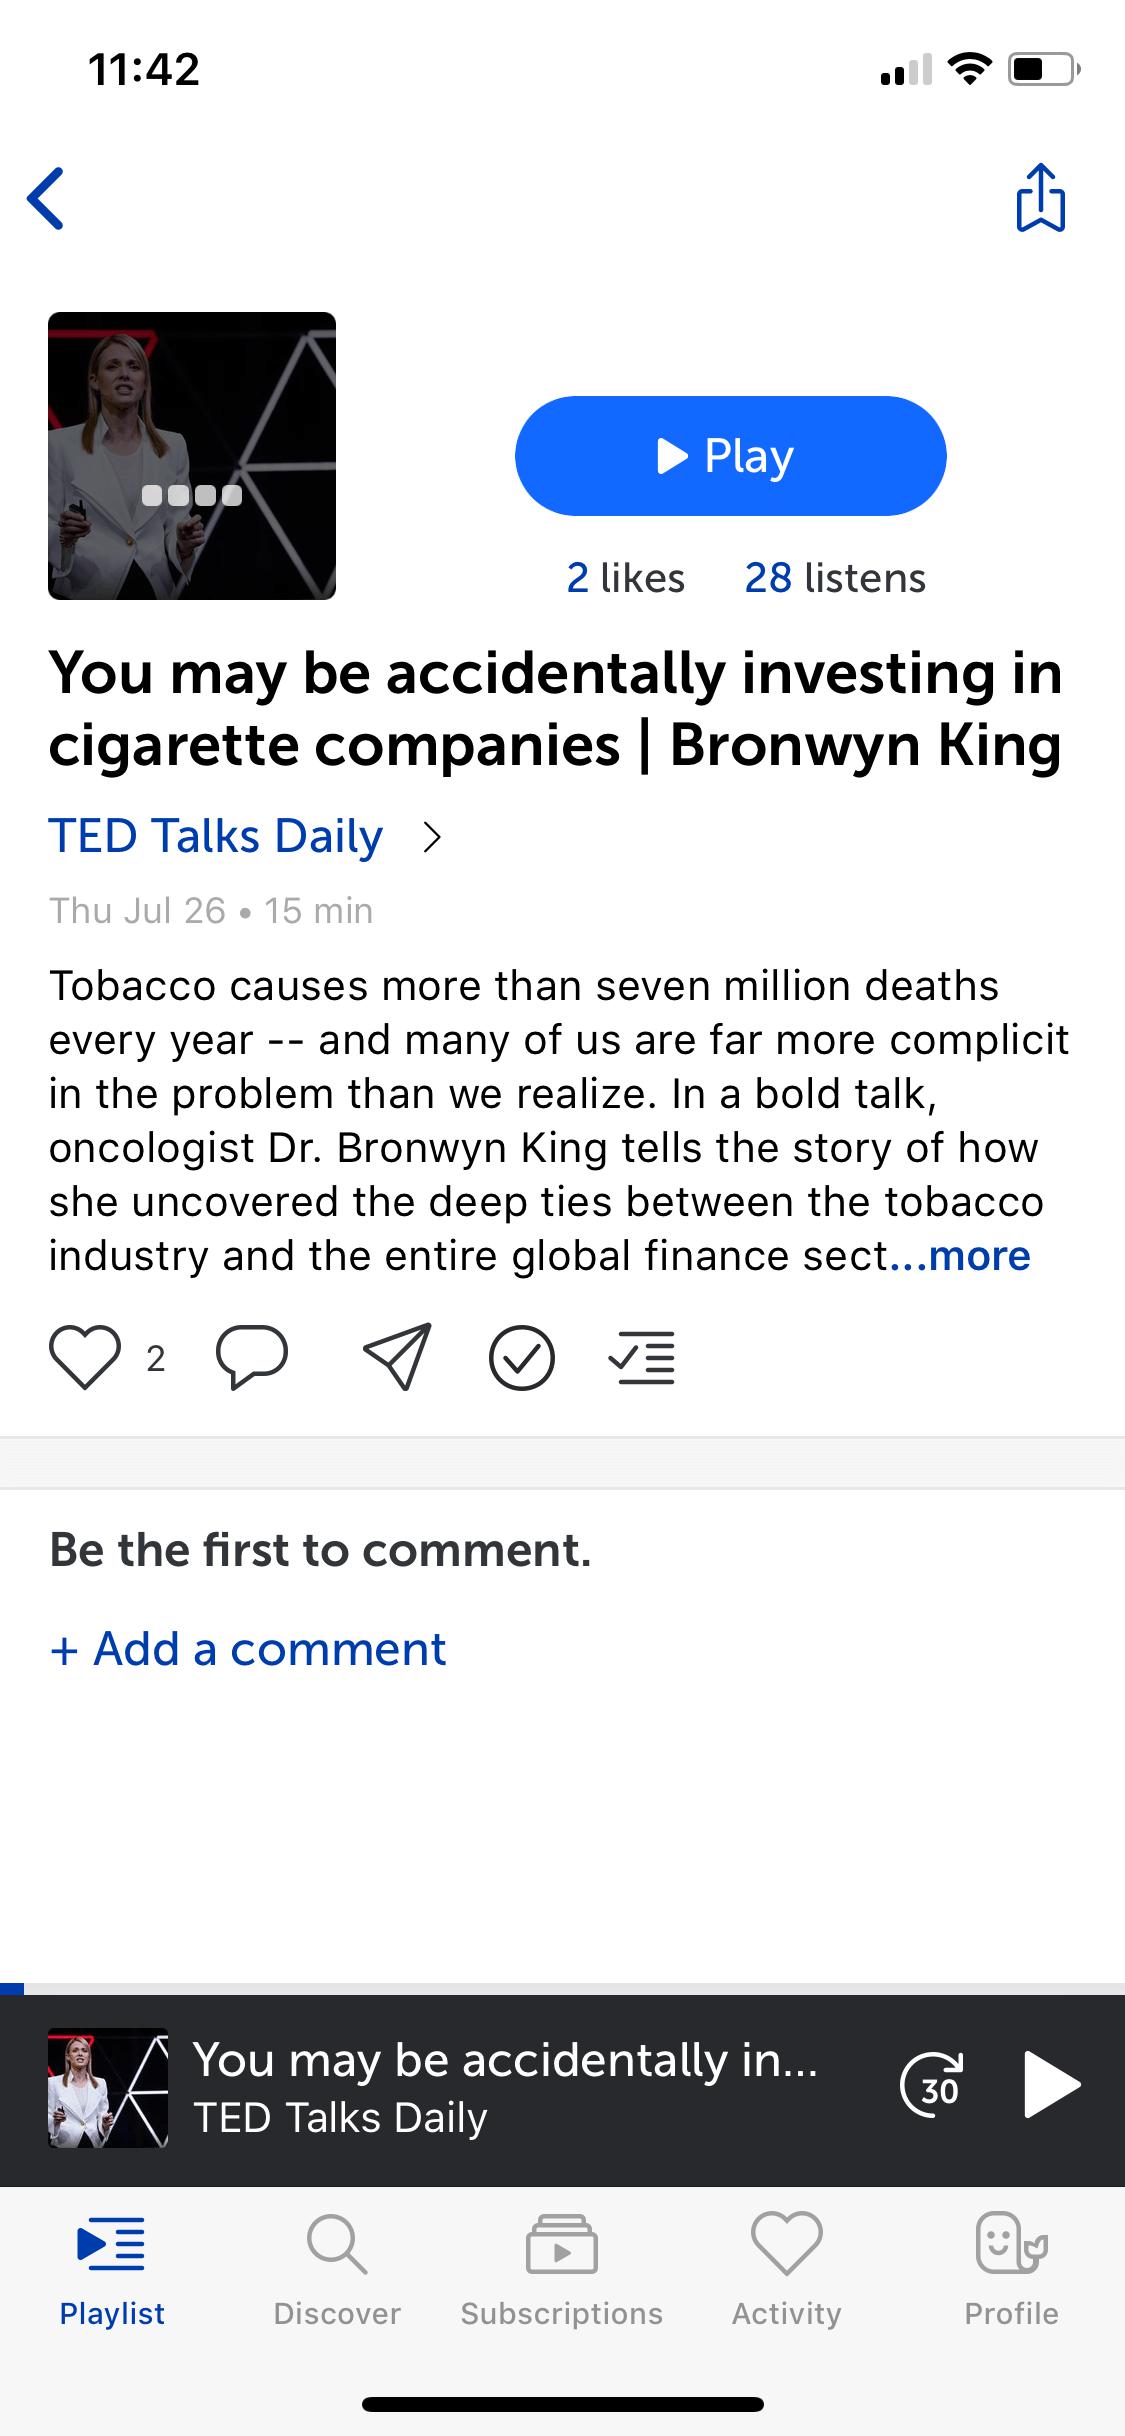 11:42
Play
2 likes 28 listens
You may be accidentally investing in
cigarette companies | Bronwyn King
TED Talks Daily
Thu Jul 26 • 15 min
Tobacco causes more than seven million deaths
every year -- and many of us are far more complicit
in the problem than we realize. In a bold talk,
oncologist Dr. Bronwyn King tells the story of how
she uncovered the deep ties between the tobacco
industry and the entire global finance sect...more
2
Be the first to comment.
+ Add a comment
You may be accidentally in...
TED Talks Daily
30
Playlist Discover Subscriptions Activity Profile